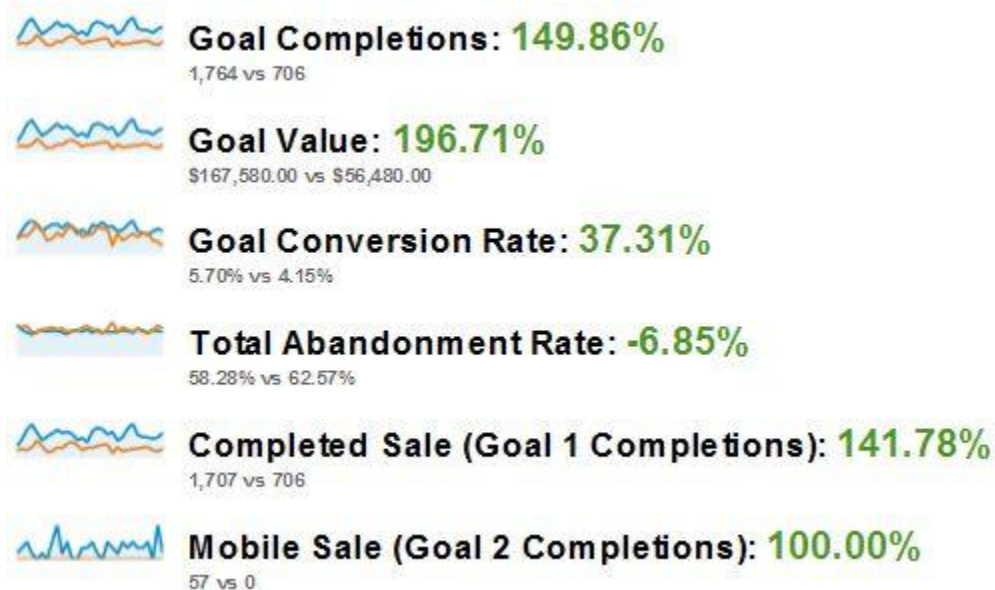 Goal Completions: 149.86%
1,764 vs 706
Goal Value: 196.71%
$167,580.00 vs $56,480.00
Goal Conversion Rate: 37.31%
5.70% vs 4.15%
Total Abandonment Rate: -6.85%
58.28% vs 62.57%
Completed Sale (Goal 1 Completions): 141.78%
1,707 vs 706
Mobile Sale (Goal 2 Completions): 100.00%
57 vs 0